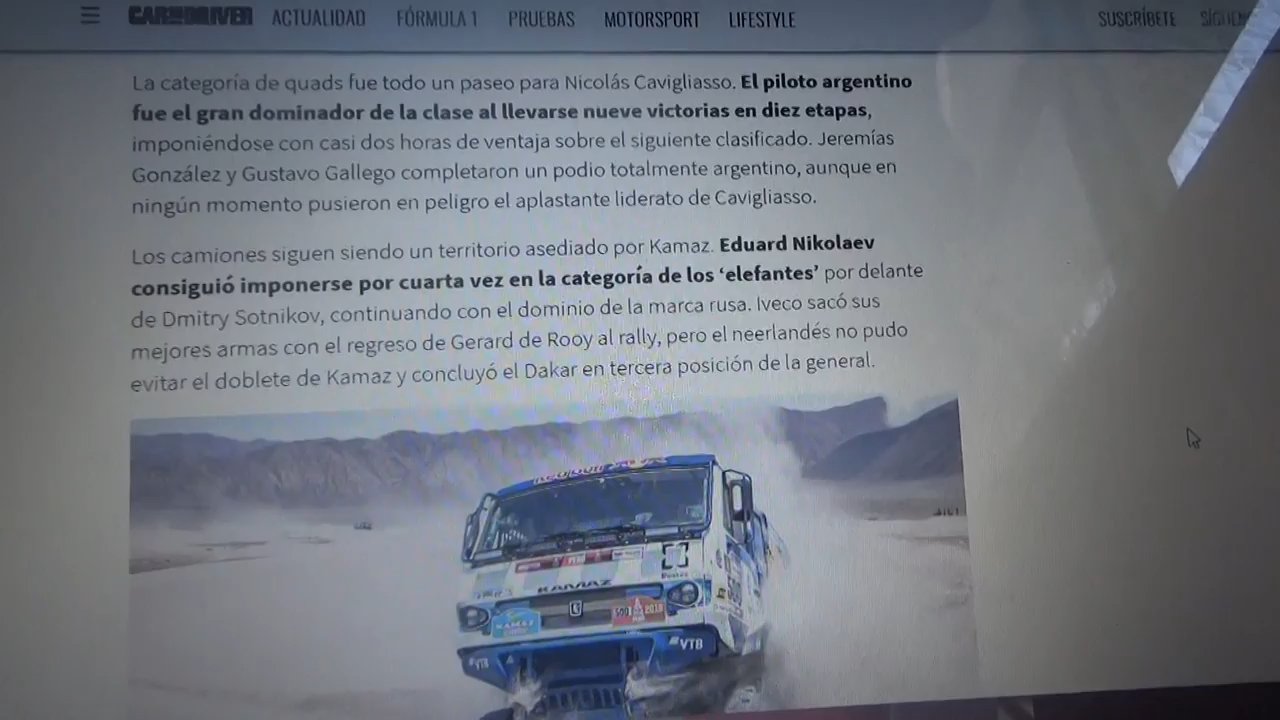 CAR AND DRIVER ACTUALIDAD FÓRMULA 1 PRUEBAS MOTORSPORT LIFESTYLE SUSCRÍBETE
La categoría de quads fue todo un paseo para Nicolás Cavigliasso. El piloto argentino
fue el gran dominador de la clase al llevarse nueve victorias en diez etapas,
imponiéndose con casi dos horas de ventaja sobre el siguiente clasificado. Jeremías
González y Gustavo Gallego completaron un podio totalmente argentino, aunque en
ningún momento pusieron en peligro el aplastante liderato de Cavigliasso.
Los camiones siguen siendo un territorio asediado por Kamaz. Eduard Nikolaev
consiguió imponerse por cuarta vez en la categoría de los ‘elefantes’ por delante
de Dmitry Sotnikov, continuando con el dominio de la marca rusa. Iveco sacó sus
mejores armas con el regreso de Gerard de Rooy al rally, pero el neerlandés no pudo
evitar el doblete de Kamaz y concluyó el Dakar en tercera posición de la general.
KAMAZ
KAMAZ
500
VTB
VTB